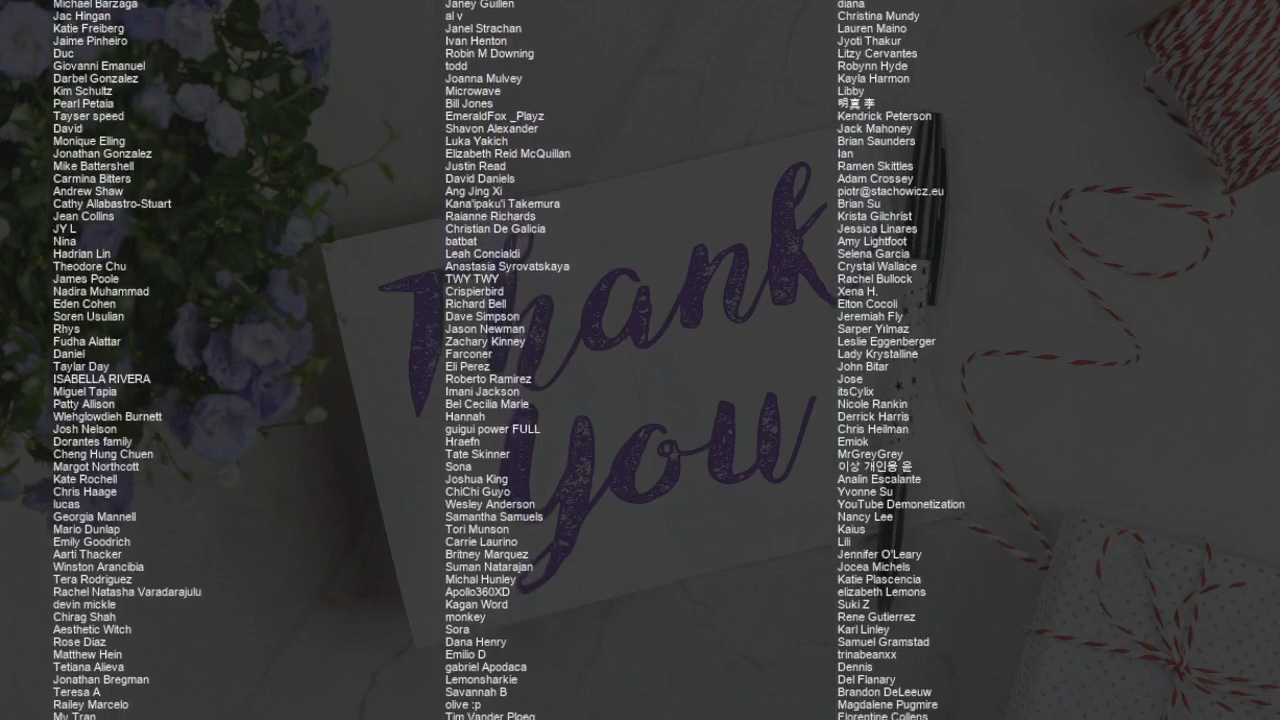 Michael Barzaga
Jac Hingan
Katie Freiberg
Jaime Pinheiro
Duc
Giovanni Emanuel
Darbel Gonzalez
Kim Schultz
Pearl Petaia
Tayser speed
David
Monique Elling
Jonathan Gonzalez
Mike Battershell
Carmina Bitters
Andrew Shaw
Cathy Allabastro-Stuart
Jean Collins
JY L
Nina
Hadrian Lin
Theodore Chu
James Poole
Nadira Muhammad
Eden Cohen
Soren Usulian
Rhys
Fudha Alattar
Daniel
Taylar Day
ISABELLA RIVERA
Miguel Tapia
Patty Allison
Wlehglowdieh Burnett
Josh Nelson
Dorantes family
Cheng Hung Chuen
Margot Northcott
Kate Rochell
Chris Haage
lucas
Georgia Mannell
Mario Dunlap
Emily Goodrich
Aarti Thacker
Winston Arancibia
Tera Rodriguez
Rachel Natasha Varadarajulu
devin mickle
Chirag Shah
Aesthetic Witch
Rose Diaz
Matthew Hein
Tetiana Alieva
Jonathan Bregman
Teresa A
Railey Marcelo
My Tran
Janey Guillen
al v
Janel Strachan
Ivan Henton
Robin M Downing
todd
Joanna Mulvey
Microwave
Bill Jones
EmeraldFox _Playz
Shavon Alexander
Luka Yakich
Elizabeth Reid McQuillan
Justin Read
David Daniels
Ang Jing Xi
Kana'ipaku'i Takemura
Raianne Richards
Christian De Galicia
batbat
Leah Concialdi
Anastasia Syrovatskaya
TWY TWY
Crispierbird
Richard Bell
Dave Simpson
Jason Newman
Zachary Kinney
Farconer
Eli Perez
Roberto Ramirez
Imani Jackson
Bel Cecilia Marie
Hannah
guigui power FULL
Hraefn
Tate Skinner
Sona
Joshua King
ChiChi Guyo
Wesley Anderson
Samantha Samuels
Tori Munson
Carrie Laurino
Britney Marquez
Suman Natarajan
Michal Hunley
Apollo360XD
Kagan Word
monkey
Sora
Dana Henry
Emilio D
gabriel Apodaca
Lemonsharkie
Savannah B
olive :p
Tim Vander Ploeg
diana
Christina Mundy
Lauren Maino
Jyoti Thakur
Litzy Cervantes
Robynn Hyde
Kayla Harmon
Libby
明真 李
Kendrick Peterson
Jack Mahoney
Brian Saunders
Ian
Ramen Skittles
Adam Crossey
piotr@stachowicz.eu
Brian Su
Krista Gilchrist
Jessica Linares
Amy Lightfoot
Selena Garcia
Crystal Wallace
Rachel Bullock
Xena H.
Elton Cocoli
Jeremiah Fly
Sarper Yılmaz
Leslie Eggenberger
Lady Krystalline
John Bitar
Jose
itsCylix
Nicole Rankin
Derrick Harris
Chris Heilman
Emiok
MrGreyGrey
이상 개인용 윤
Analin Escalante
Yvonne Su
YouTube Demonetization
Nancy Lee
Kaius
Lili
Jennifer O'Leary
Jocea Michels
Katie Plascencia
elizabeth Lemons
Suki Z
Rene Gutierrez
Karl Linley
Samuel Gramstad
trinabeanxx
Dennis
Del Flanary
Brandon DeLeeuw
Magdalene Pugmire
Florentine Collens
Thank
you